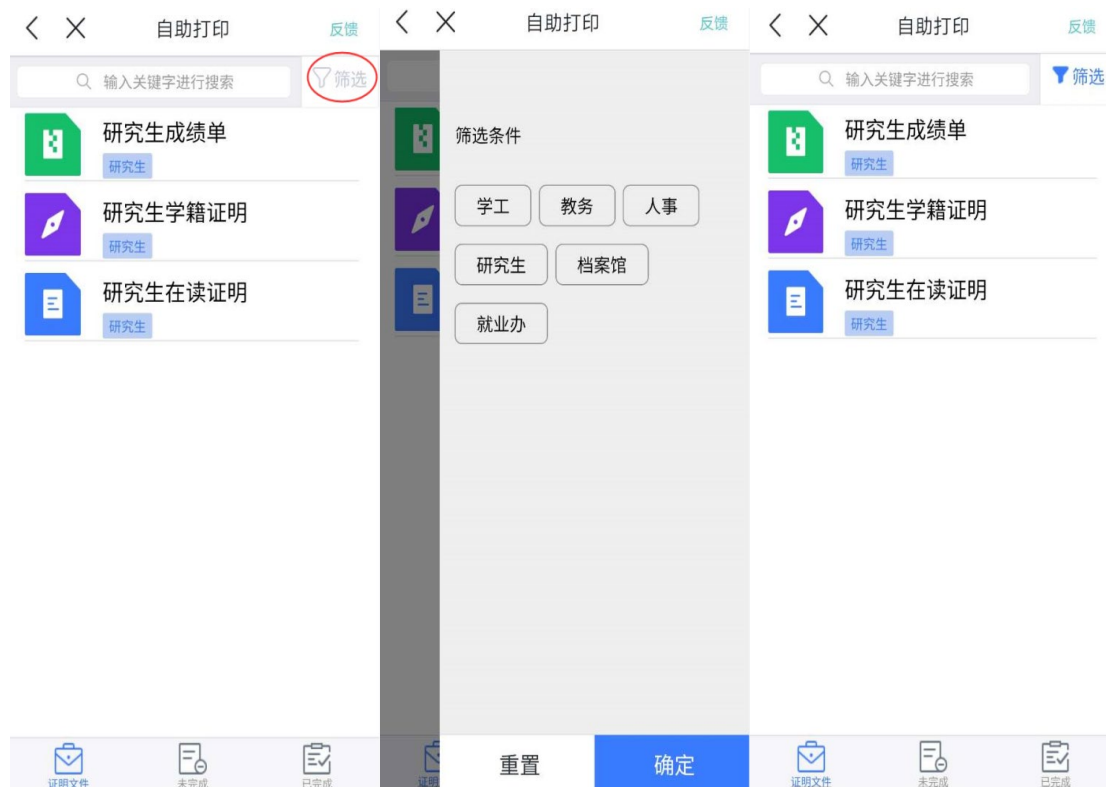 自助打印
反馈
输入关键字进行搜索
筛选
研究生成绩单
研究生
研究生学籍证明
研究生
研究生在读证明
研究生
证明文件
未完成
已完成
自助打印
反馈
筛选条件
学工 教务 人事
研究生 档案馆
就业办
证明
重置
确定
自助打印
反馈
输入关键字进行搜索
筛选
研究生成绩单
研究生
研究生学籍证明
研究生
研究生在读证明
研究生
证明文件
未完成
已完成